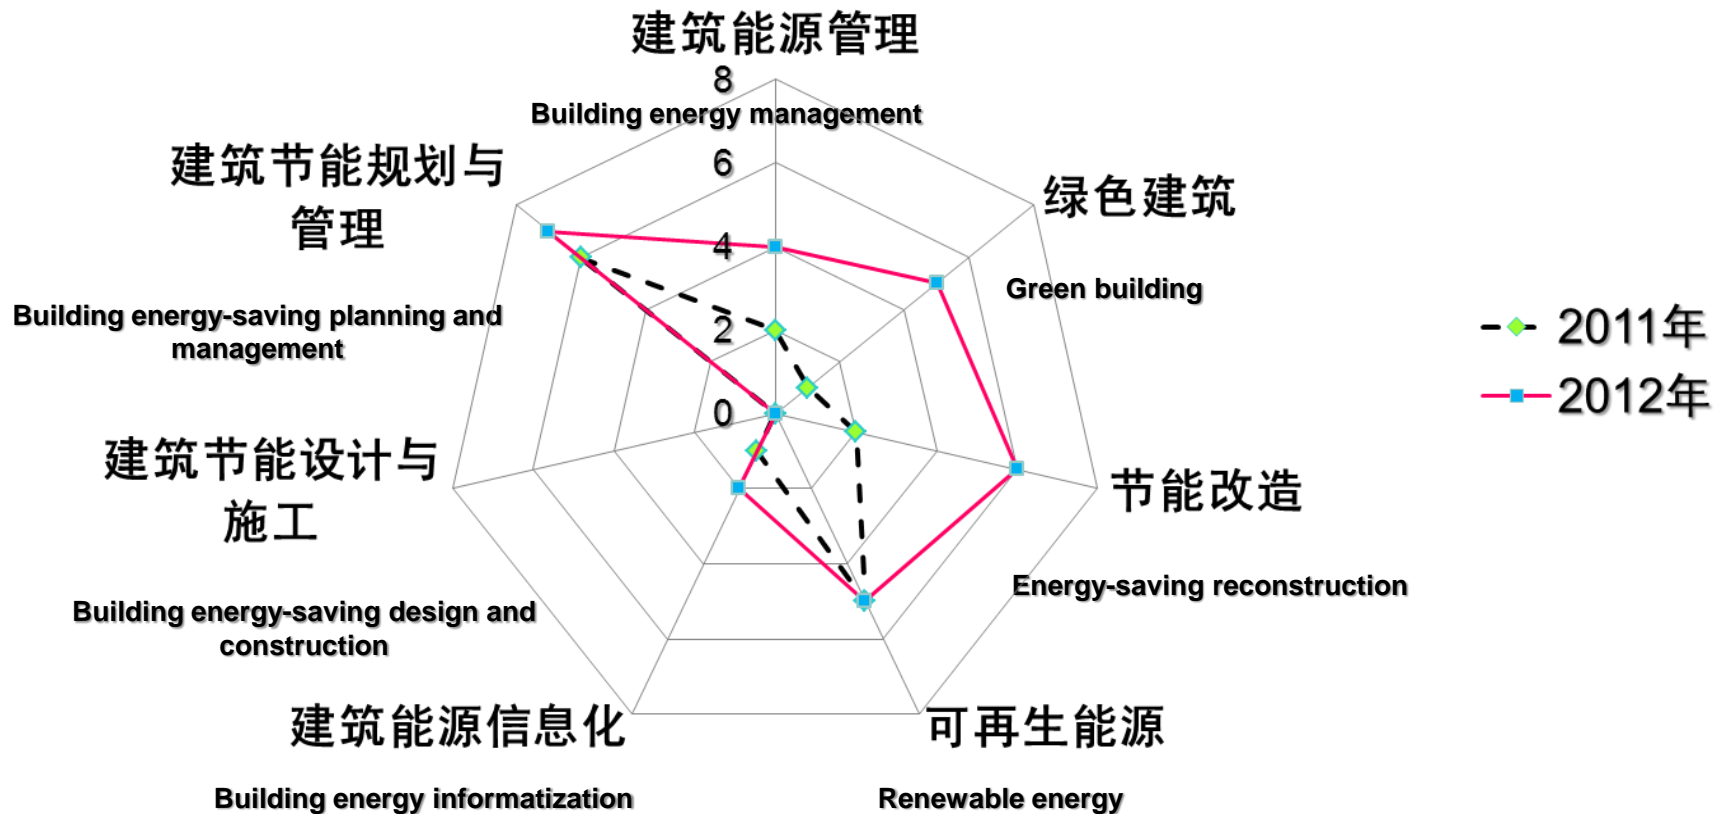 建筑能源管理
8
Building energy management
6
建筑节能规划与
管理
绿色建筑
4
Green building
Building energy-saving planning and
management
2
2011年
2012年
0
建筑节能设计与
施工
节能改造
Energy-saving reconstruction
Building energy-saving design and
construction
建筑能源信息化
可再生能源
Building energy informatization
Renewable energy